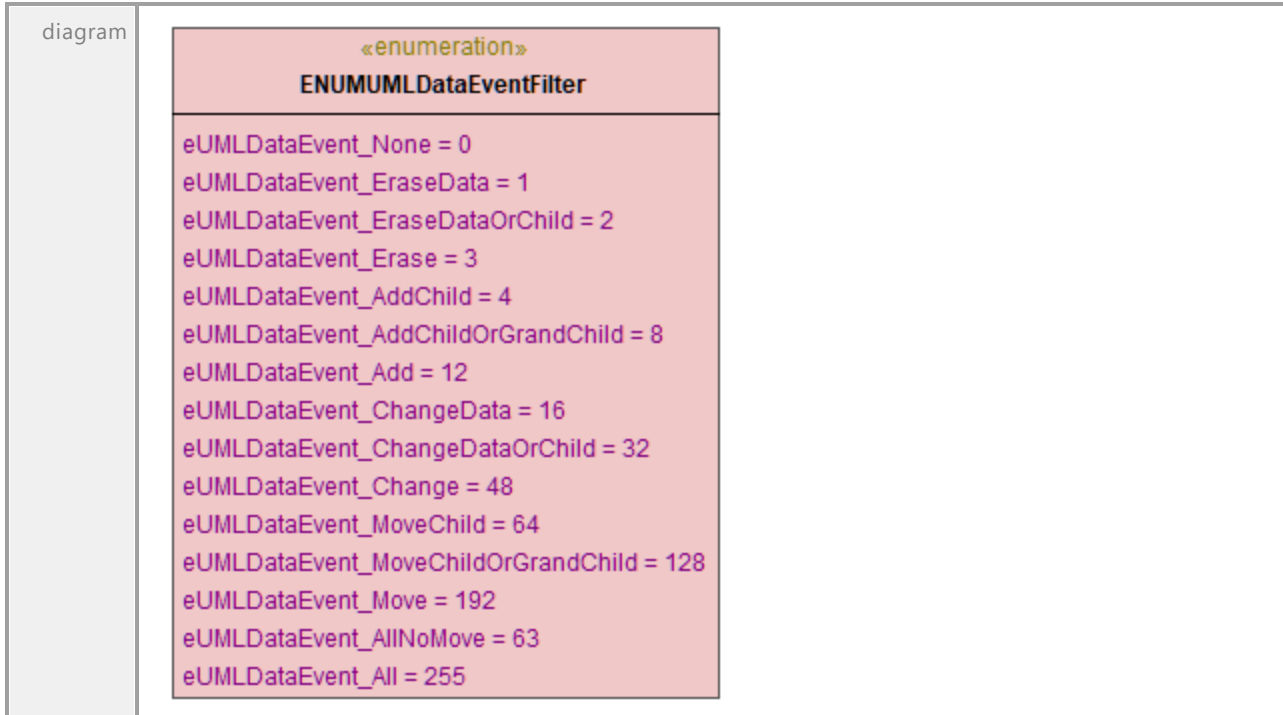 diagram
«enumeration»
ENUMUMLDataEventFilter
eUMLDataEvent_None = 0
eUMLDataEvent_EraseData = 1
eUMLDataEvent_EraseDataOrChild = 2
eUMLDataEvent_Erase = 3
eUMLDataEvent_AddChild = 4
eUMLDataEvent_AddChildOrGrandChild = 8
eUMLDataEvent_Add = 12
eUMLDataEvent_ChangeData = 16
eUMLDataEvent_ChangeDataOrChild = 32
eUMLDataEvent_Change = 48
eUMLDataEvent_MoveChild = 64
eUMLDataEvent_MoveChildOrGrandChild = 128
eUMLDataEvent_Move = 192
eUMLDataEvent_AllNoMove = 63
eUMLDataEvent_All = 255